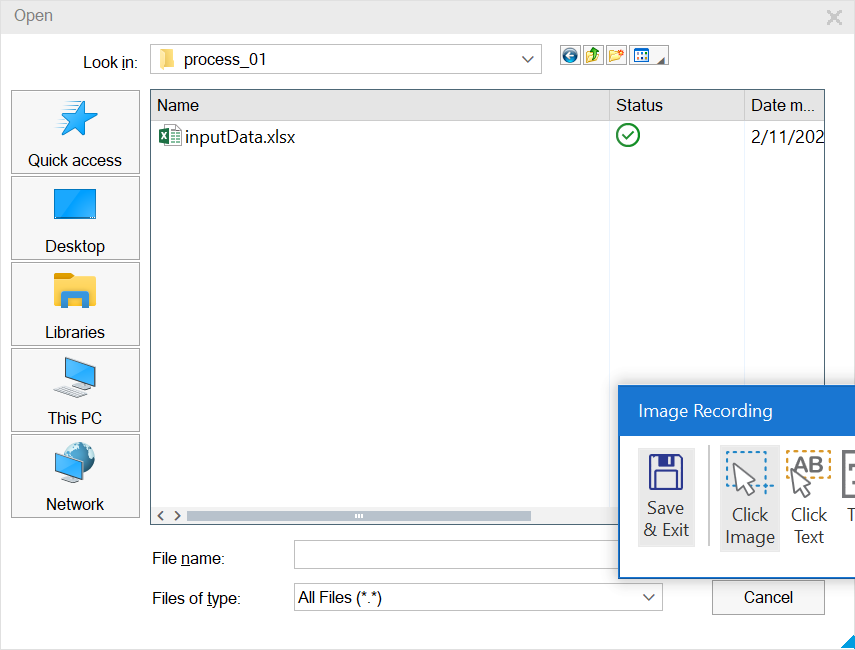 Open
Look in:
process_01
Name
Status
Date m...
inputData.xlsx
2/11/202
Quick access
Desktop
Libraries
This PC
Network
Image Recording
Save
& Exit
Click
Image
AB
Click
Text
File name:
Files of type:
All Files (*.*)
Cancel